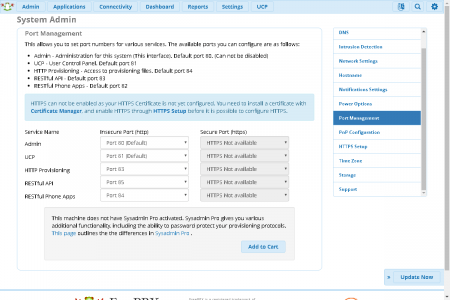 Admin Applications Connectivity Dashboard Reports Settings UCP
System Admin
Port Management
This allows you to set port numbers for various services. The available ports you can configure are as follows:
Admin - Administration for this system (This interface). Default port 80. (Can not be disabled)
UCP - User Control Panel. Default port 81
HTTP Provisioning - Access to provisioning files. Default port 84
RESTful API - Default port 83
RESTful Phone Apps - Default port 82
HTTPS can not be enabled as your HTTPS Certificate is not yet configured. You need to install a certificate with
Certificate Manager, and enable HTTPS through HTTPS Setup before it is possible to configure HTTPS.
Service Name Insecure Port (http) Secure Port (https)
Admin Port 80 (Default) HTTPS Not available
UCP Port 81 (Default) HTTPS Not available
HTTP Provisioning Port 83 HTTPS Not available
RESTful API Port 85 HTTPS Not available
RESTful Phone Apps Port 84 HTTPS Not available
This machine does not have Sysadmin Pro activated. Sysadmin Pro gives you various
additional functionality, including the ability to password protect your provisioning protocols.
This page outlines the the differences in Sysadmin Pro .
Add to Cart
DNS
Intrusion Detection
Network Settings
Hostname
Notifications Settings
Power Options
Port Management
PnP Configuration
HTTPS Setup
Time Zone
Storage
Support
» Update Now